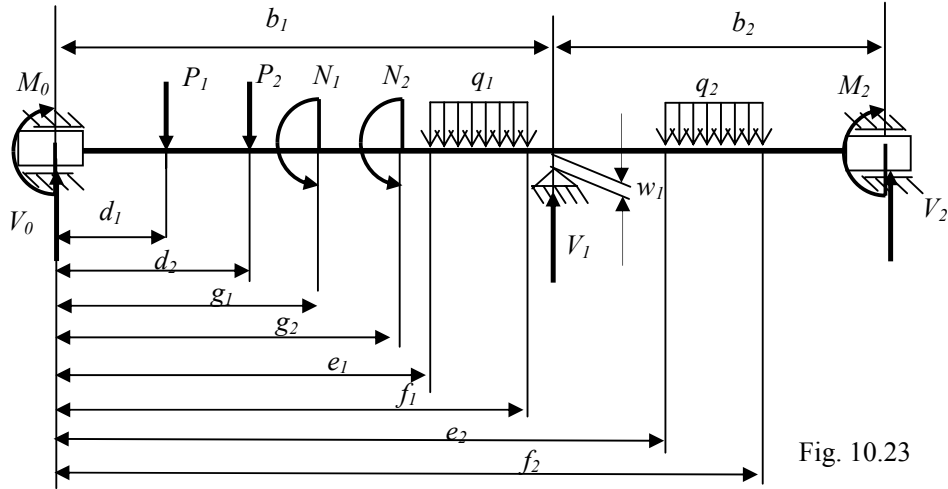 b₁ b₂
M₀ P₁ P₂ N₁ N₂ q₁ q₂ M₂
w₁
V₀ d₁ V₁ V₂
d₂
g₁
g₂
e₁
f₁
e₂
f₂
Fig. 10.23